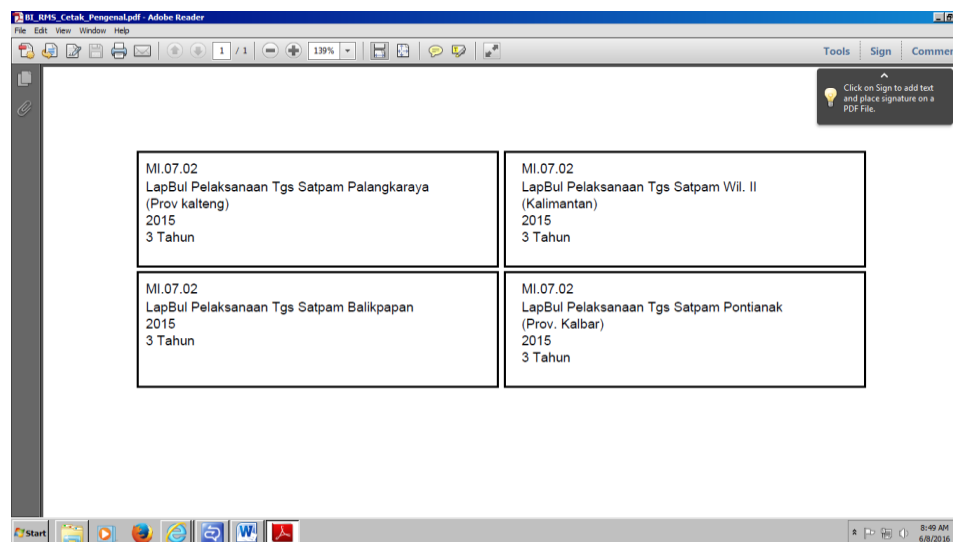 BI_RMS_Cetak_Pengenal.pdf - Adobe Reader
File Edit View Window Help
1 / 1 139% Tools Sign Commen
Click on Sign to add text
and place signature on a
PDF File.
MI.07.02
LapBul Pelaksanaan Tgs Satpam Palangkaraya
(Prov kalteng)
2015
3 Tahun
MI.07.02
LapBul Pelaksanaan Tgs Satpam Wil. II
(Kalimantan)
2015
3 Tahun
MI.07.02
LapBul Pelaksanaan Tgs Satpam Balikpapan
2015
3 Tahun
MI.07.02
LapBul Pelaksanaan Tgs Satpam Pontianak
(Prov. Kalbar)
2015
3 Tahun
Start
8:49 AM
6/8/2016